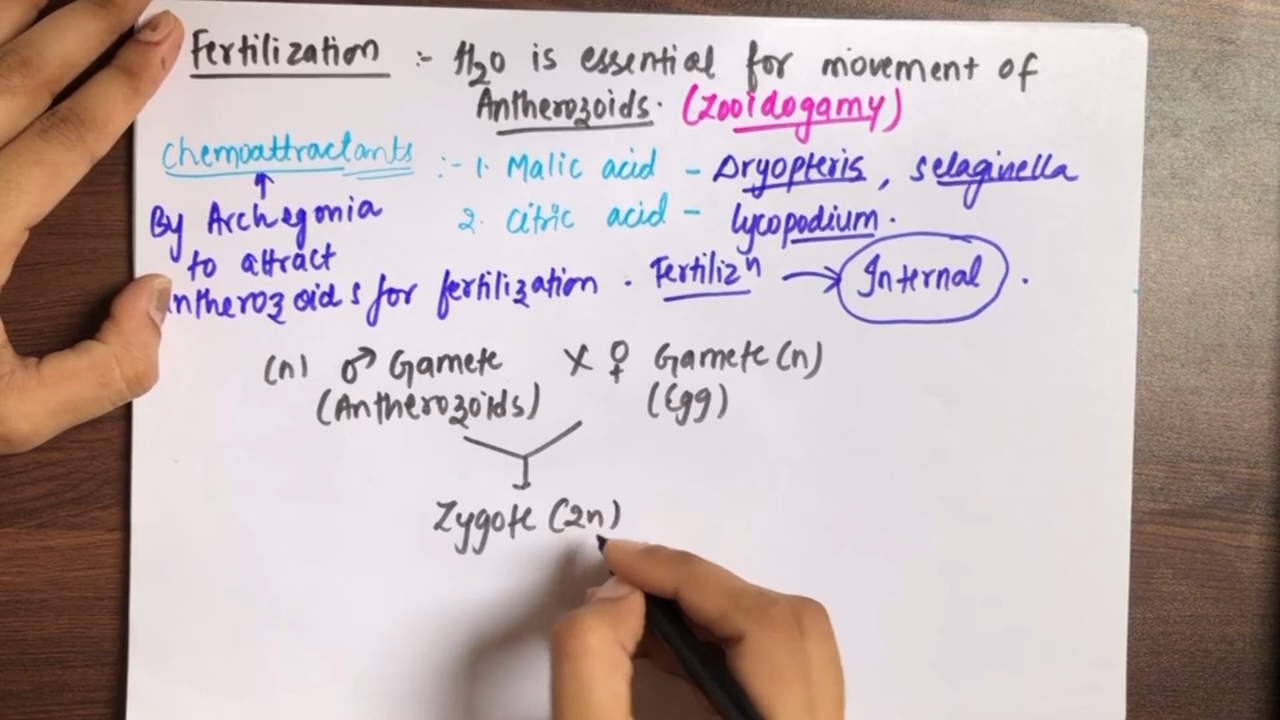 Fertilization :- H2O is essential for movement of
Antherozoids. (Zooidogamy)
Chemoattractants :- 1. Malic acid - Dryopteris, Selaginella
2. Citric acid - Lycopodium.
By Archegonia
to attract
antherozoids for fertilization. Fertilizn → Internal.
(n) ♂ Gamete × ♀ Gamete (n)
(Antherozoids) (Egg)
Zygote (2n)